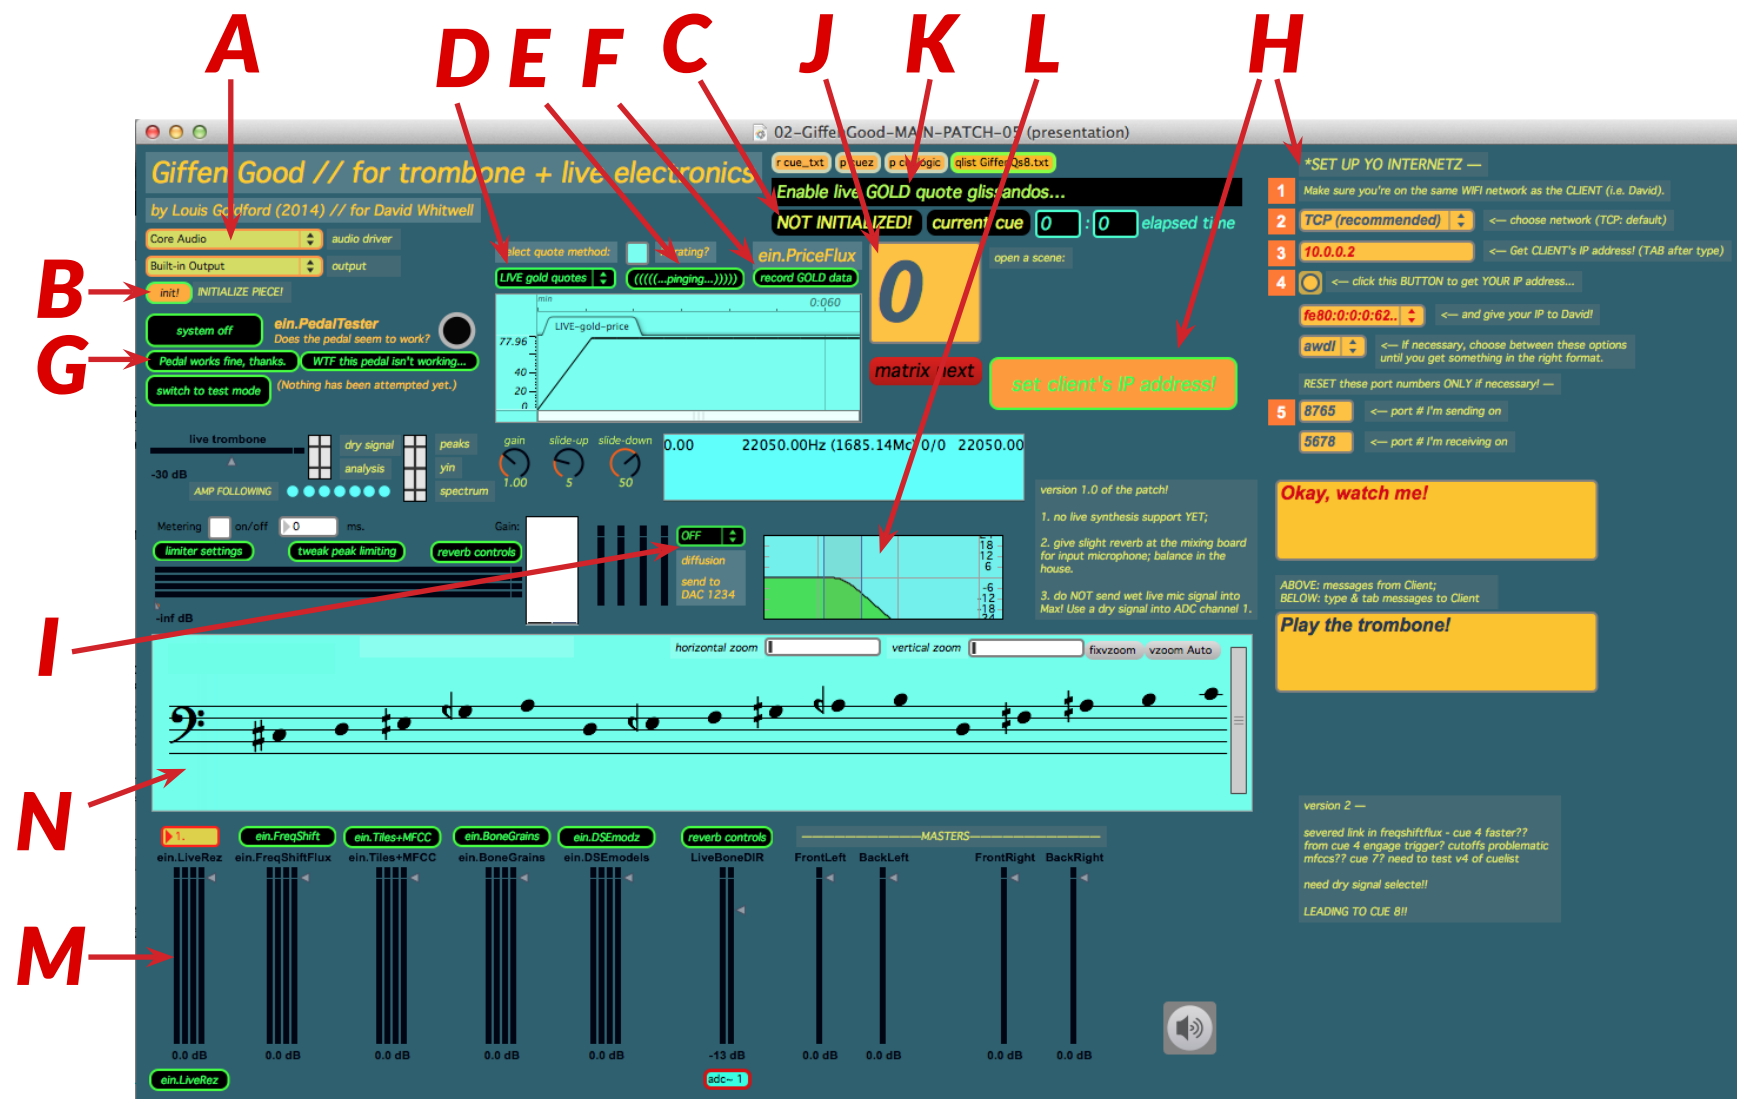 A
D
E
F
C
J
K
L
H
B
G
I
N
M
02-GiffenGood-MAIN-PATCH-05 (presentation)
Giffen Good // for trombone + live electronics
by Louis Goldford (2014) // for David Whitwell
r cue_txt
qlist GiffenQs8.txt
Enable live GOLD quote glissandos...
NOT INITIALIZED!
current cue
0 : 0 elapsed time
Core Audio
audio driver
Built-in Output
output
init!
INITIALIZE PIECE!
system off
ein.PedalTester
Does the pedal seem to work?
Pedal works fine, thanks.
WTF this pedal isn't working...
switch to test mode
(Nothing has been attempted yet.)
select quote method:
LIVE gold quotes
(((((...pinging...)))))
ein.PriceFlux
record GOLD data
min
0:060
LIVE-gold-price
77.96
40
20
0
0
open a scene:
matrix next
set client's IP address!
*SET UP YO INTERNETZ —
1 Make sure you're on the same WIFI network as the CLIENT (i.e. David).
2 TCP (recommended) <— choose network (TCP: default)
3 10.0.0.2 <— Get CLIENT's IP address! (TAB after type)
4 <— click this BUTTON to get YOUR IP address...
fe80:0:0:0:62.. <— and give your IP to David!
awdl <— If necessary, choose between these options
until you get something in the right format.
RESET these port numbers ONLY if necessary! —
5 8765 <— port # I'm sending on
5678 <— port # I'm receiving on
live trombone
-30 dB
dry signal
analysis
peaks
yin
spectrum
AMP FOLLOWING
gain
1.00
slide-up
5
slide-down
50
0.00 22050.00Hz (1685.14Mc) 0/0 22050.00
Metering on/off 0 ms.
Gain:
limiter settings
tweak peak limiting
reverb controls
-inf dB
OFF
diffusion
send to
DAC 1234
18
12
6
-6
-12
-18
version 1.0 of the patch!
1. no live synthesis support YET;
2. give slight reverb at the mixing board
for input microphone; balance in the
house.
3. do NOT send wet live mic signal into
Max! Use a dry signal into ADC channel 1.
Okay, watch me!
ABOVE: messages from Client;
BELOW: type & tab messages to Client
Play the trombone!
horizontal zoom
vertical zoom
fixvzoom
vzoom Auto
1.
ein.FreqShift
ein.Tiles+MFCC
ein.BoneGrains
ein.DSEmodz
reverb controls
MASTERS
ein.LiveRez
ein.FreqShiftFlux
ein.Tiles+MFCC
ein.BoneGrains
ein.DSEmodels
LiveBoneDIR
FrontLeft
BackLeft
FrontRight
BackRight
0.0 dB
0.0 dB
0.0 dB
0.0 dB
0.0 dB
-13 dB
0.0 dB
0.0 dB
0.0 dB
0.0 dB
ein.LiveRez
adc~ 1
version 2 —
severed link in freqshiftflux - cue 4 faster??
from cue 4 engage trigger? cutoffs problematic
mfccs?? cue 7? need to test v4 of cuelist
need dry signal selecte!!
LEADING TO CUE 8!!